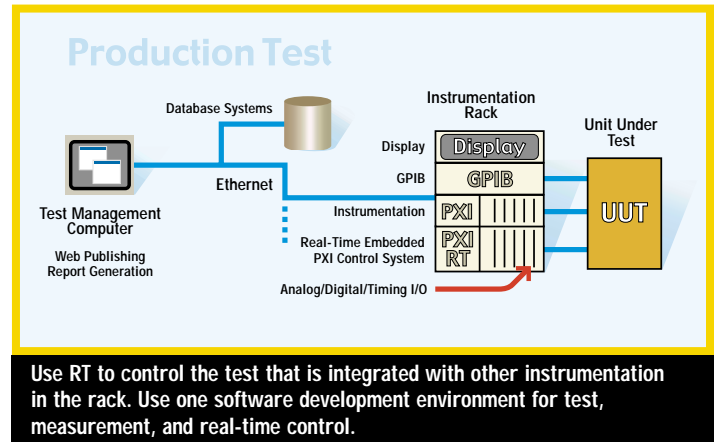 Production Test
Database Systems
Instrumentation
Rack
Unit Under
Test
Display
Display
GPIB
GPIB
Ethernet
Instrumentation
PXI
UUT
Test Management
Computer
Real-Time Embedded
PXI Control System
PXI
RT
Web Publishing
Report Generation
Analog/Digital/Timing I/O
Use RT to control the test that is integrated with other instrumentation
in the rack. Use one software development environment for test,
measurement, and real-time control.